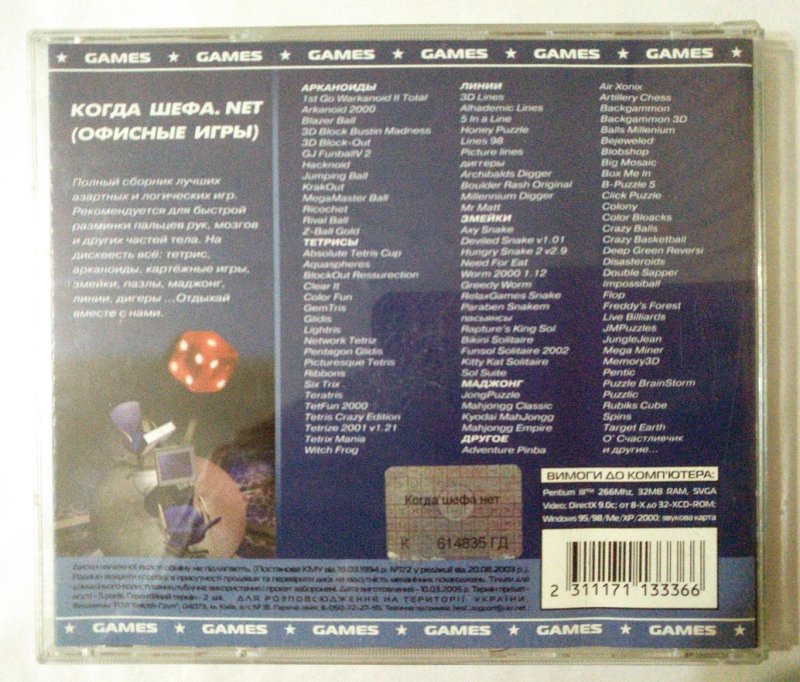 GAMES ★ GAMES ★ GAMES ★ GAMES ★ GAMES ★ GAMES
КОГДА ШЕФА. NET
(ОФИСНЫЕ ИГРЫ)
Полный сборник лучших
азартных и логических игр.
Рекомендуется для быстрой
разминки пальцев рук, мозгов
и других частей тела. На
дискеесть всё: тетрис,
арканоиды, картёжные игры,
змейки, пазлы, маджонг,
линии, дигеры ...Отдыхай
вместе с нами.
АРКАНОИДЫ
1st Go Warkanoid II Total
Arkanoid 2000
Blazer Ball
3D Block Bustin Madness
3D Block-Out
GJ FunballV 2
Hacknoid
Jumping Ball
KrakOut
MegaMaster Ball
Ricochet
Rival Ball
Z-Ball Gold
ТЕТРИСЫ
Absolute Tetris Cup
Aquaspheres
BlockOut Ressurection
Clear It
Color Fun
GemTris
Glidis
Lightris
Network Tetriz
Pentagon Glidis
Picturesque Tetris
Ribbons
Six Trix
Teratris
TetFun 2000
Tetris Crazy Edition
Tetrize 2001 v1.21
Tetrix Mania
Witch Frog
ЛИНИИ
3D Lines
Alhademic Lines
5 In a Line
Honey Puzzle
Lines 98
Picture lines
диггеры
Archibalds Digger
Boulder Rash Original
Millennium Digger
Mr Matt
ЗМЕЙКИ
Axy Snake
Deviled Snake v1.01
Hungry Snake 2 v2.9
Need For Eat
Worm 2000 1.12
Greedy Worm
RelaxGames Snake
Paraben Snakem
пасьянсы
Rapture's King Sol
Bikini Solitaire
Funsol Solitaire 2002
Kitty Kat Solitaire
Sol Suite
МАДЖОНГ
JongPuzzle
Mahjongg Classic
Kyodai MahJongg
Mahjongg Empire
ДРУГОЕ
Adventure Pinba
Air Xonix
Artillery Chess
Backgammon
Backgammon 3D
Balls Millenium
Bejeweled
Blobshop
Big Mosaic
Box Me In
B-Puzzle 5
Click Puzzle
Colony
Color Bloacks
Crazy Balls
Crazy Basketball
Deep Green Reversi
Disasteroids
Double Sapper
Impossiball
Flop
Freddy's Forest
Live Billiards
JMPuzzles
JungleJean
Mega Miner
Memory3D
Pentic
Puzzle BrainStorm
Puzzlic
Rubiks Cube
Spins
Target Earth
О' Счастливчик
и другие...
Когда шефа нет
К 614835 ГД
ВИМОГИ ДО КОМП'ЮТЕРА:
Pentium III™ 266Mhz, 32MB RAM, SVGA
Video; DirectX 9.0c; от 8-X до 32-XCD-ROM;
Windows 95/98/Me/XP/2000; звукова карта
2 311171 133366
ДЛЯ РОЗПОВСЮДЖЕННЯ НА ТЕРИТОРІЇ УКРАЇНИ.
GAMES ★ GAMES ★ GAMES ★ GAMES ★ GAMES ★ GAMES